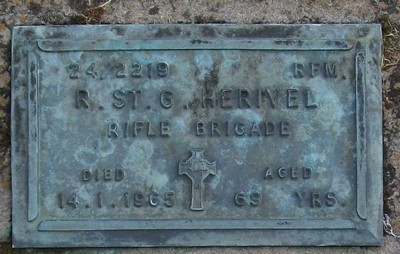 24/2219 RFM.
R. ST. G. HERIVEL
RIFLE BRIGADE
DIED AGED
14.1.1965 69 YRS.